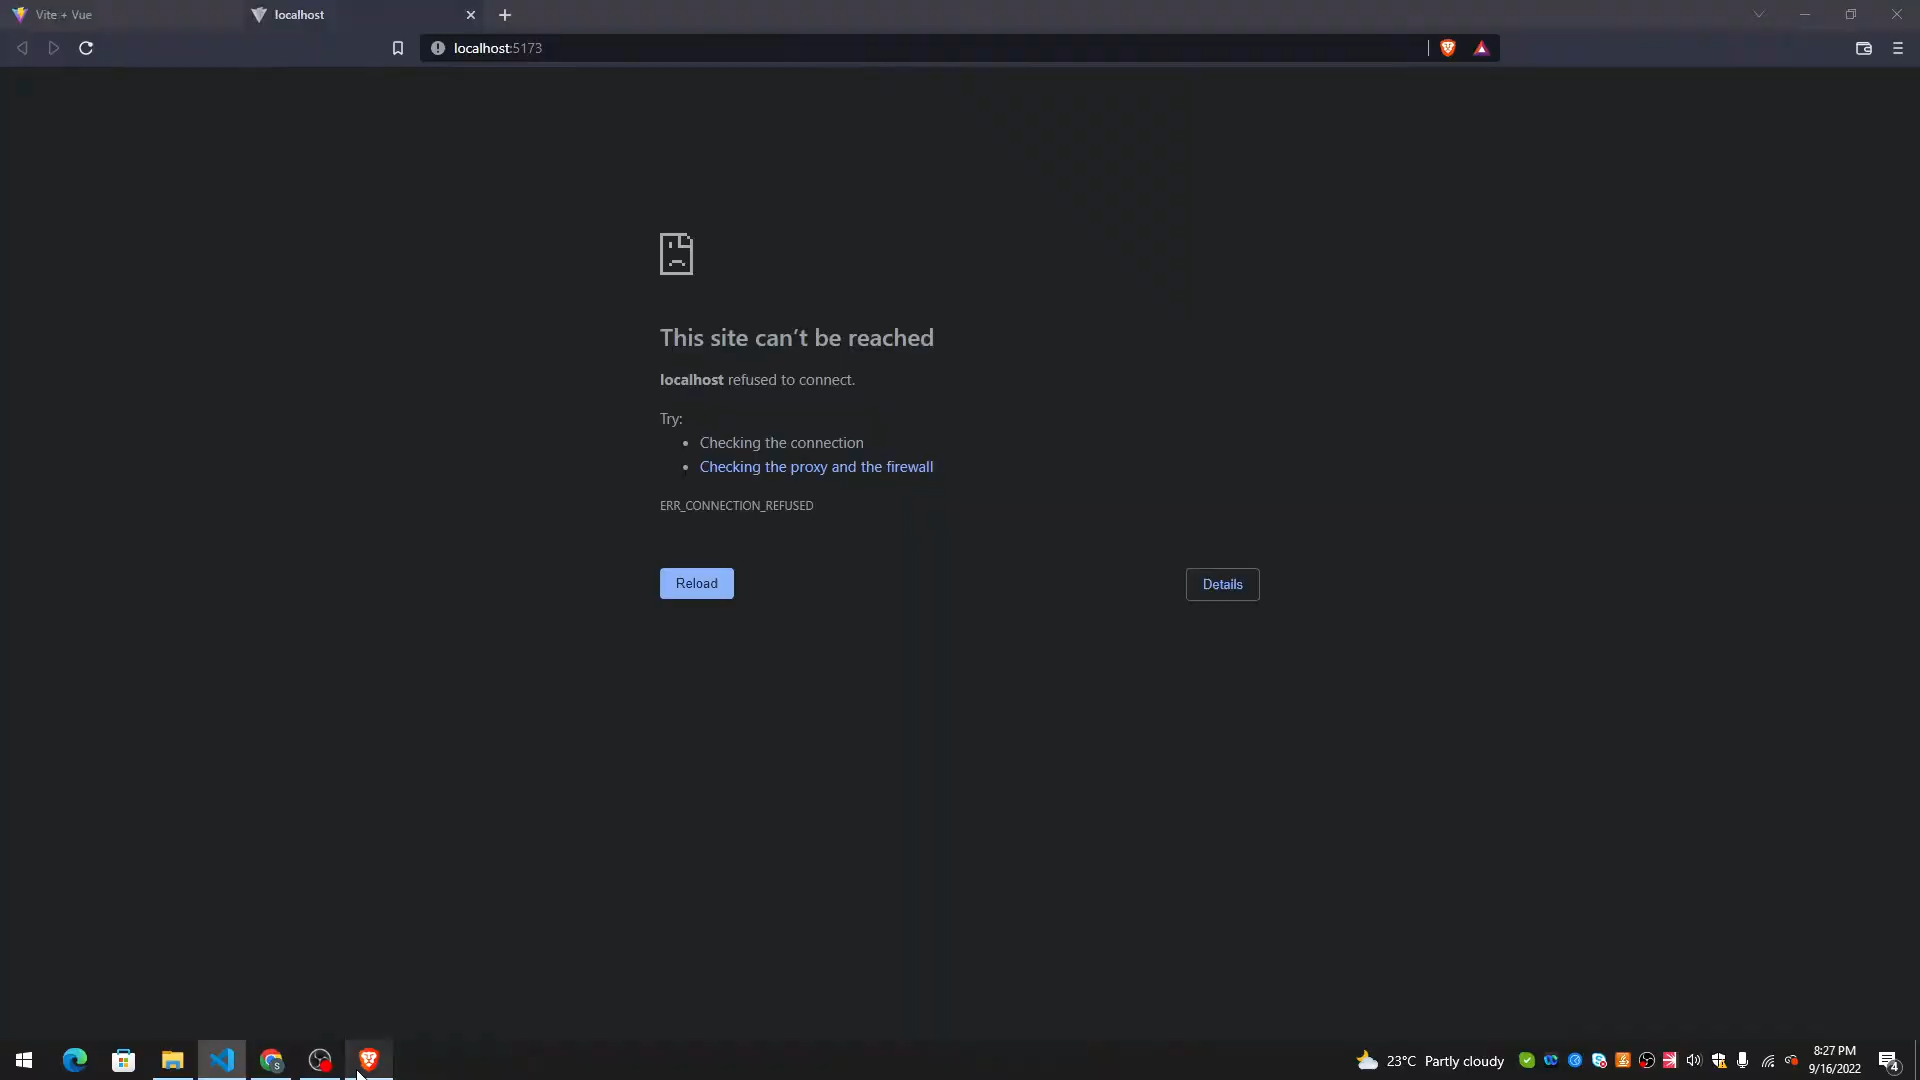 Vite + Vue
localhost
localhost:5173
This site can’t be reached
localhost refused to connect.
Try:
• Checking the connection
• Checking the proxy and the firewall
ERR_CONNECTION_REFUSED
Reload
Details
23°C Partly cloudy
8:27 PM
9/16/2022
4